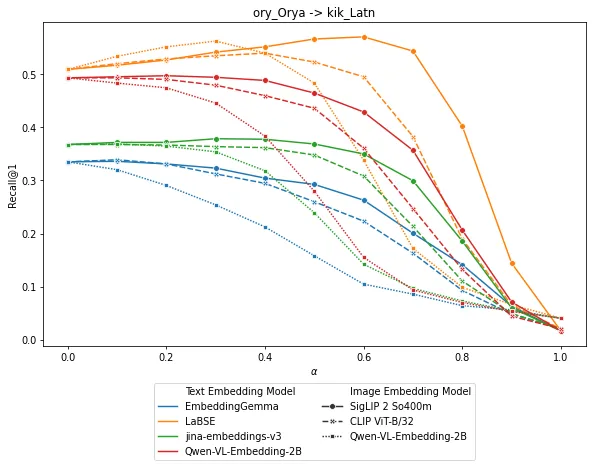 ory_Orya -> kik_Latn
Recall@1
0.5
0.4
0.3
0.2
0.1
0.0
0.0 0.2 0.4 0.6 0.8 1.0
α
Text Embedding Model Image Embedding Model
EmbeddingGemma SigLIP 2 So400m
LaBSE CLIP ViT-B/32
jina-embeddings-v3 Qwen-VL-Embedding-2B
Qwen-VL-Embedding-2B